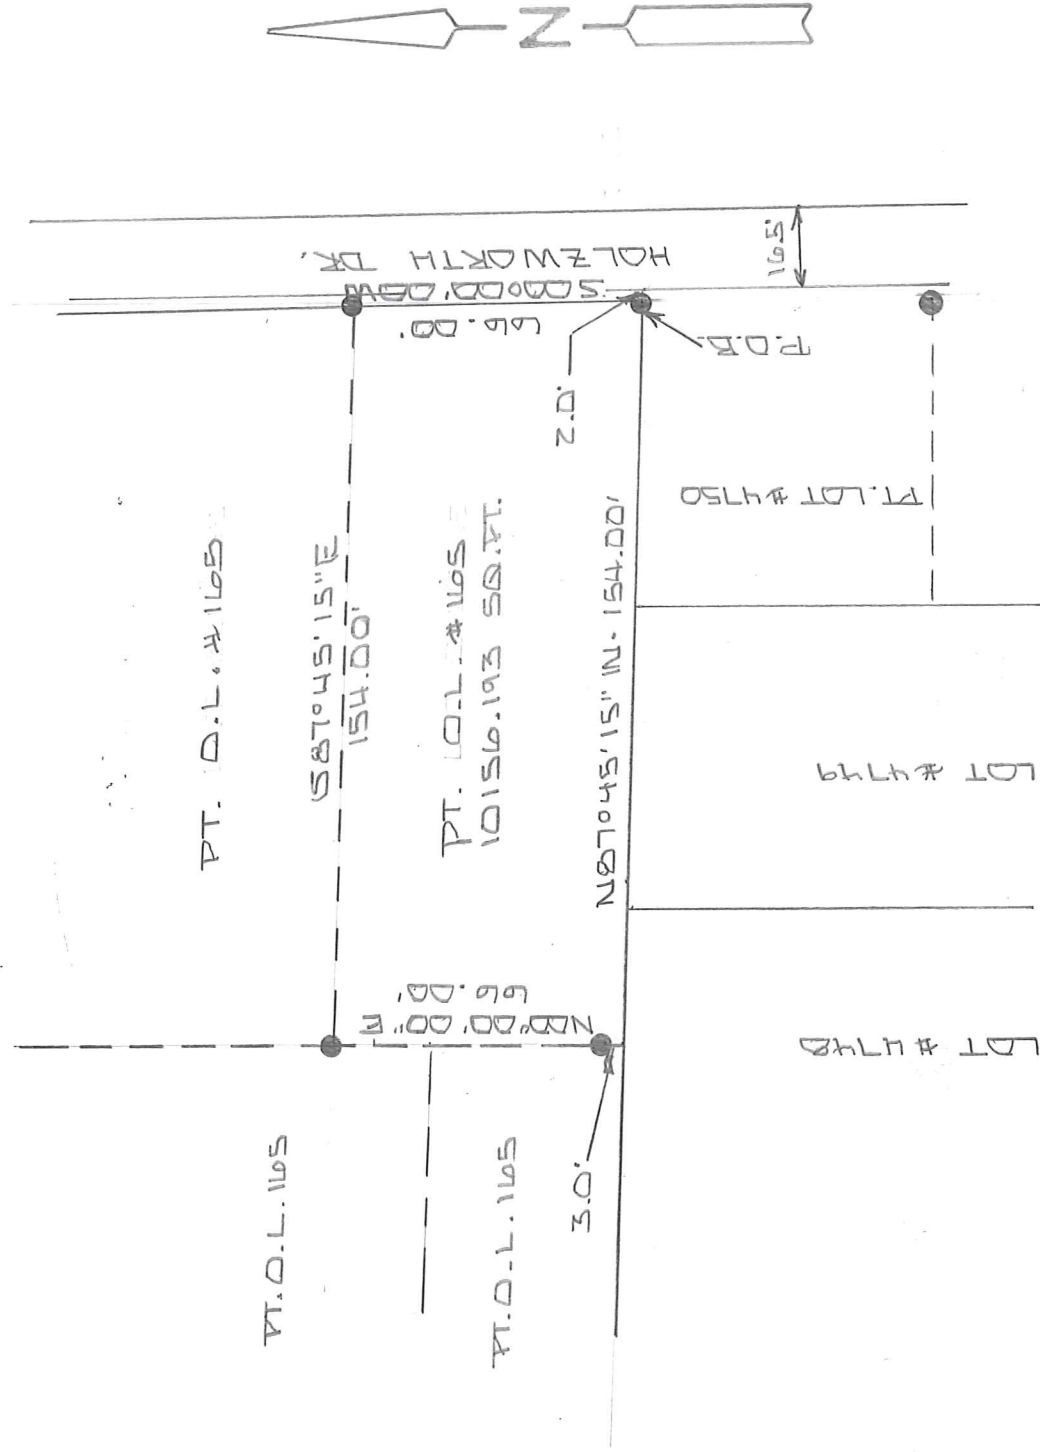 N
HOLZWORTH DR.
16.5'
S00°00'00"W
66.00'
2.0'
P.O.B.
PT. LOT #4750
PT. O.L. #165
S87°45'15"E
154.00'
PT. O.L. #165
10156.193 SQ.FT.
N87°45'15"W. 154.00'
LOT #4749
N00°00'00"E
66.00'
LOT #4748
3.0'
PT. O.L. 165
PT. O.L. 165